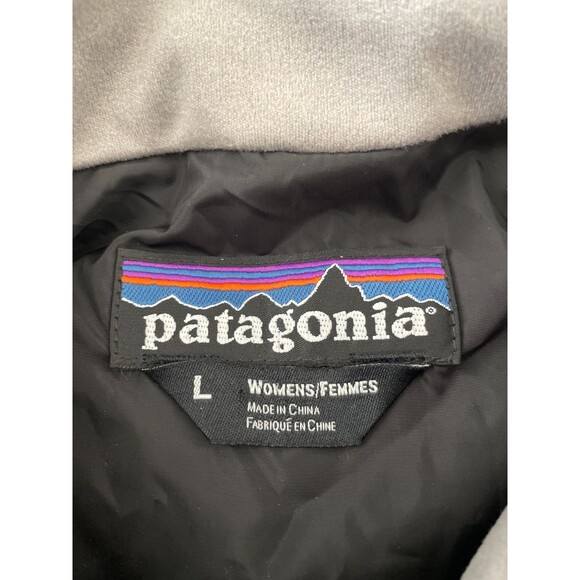 patagonia®
L
WOMENS/FEMMES
MADE IN CHINA
FABRIQUÉ EN CHINE